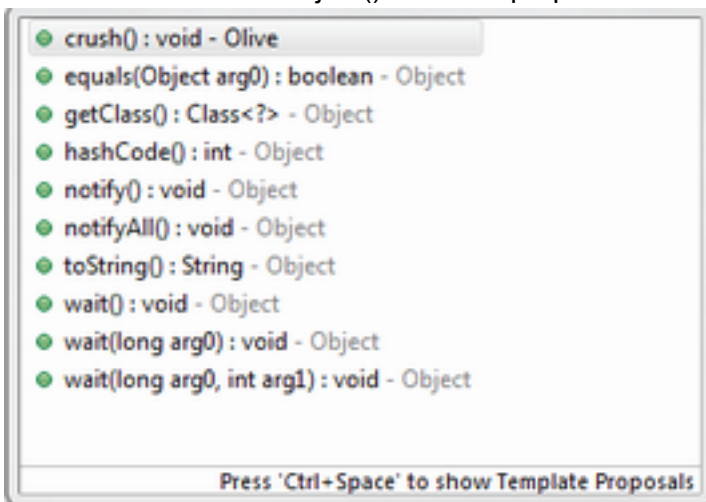 crush() : void - Olive
equals(Object arg0) : boolean - Object
getClass() : Class<?> - Object
hashCode() : int - Object
notify() : void - Object
notifyAll() : void - Object
toString() : String - Object
wait() : void - Object
wait(long arg0) : void - Object
wait(long arg0, int arg1) : void - Object
Press 'Ctrl+Space' to show Template Proposals